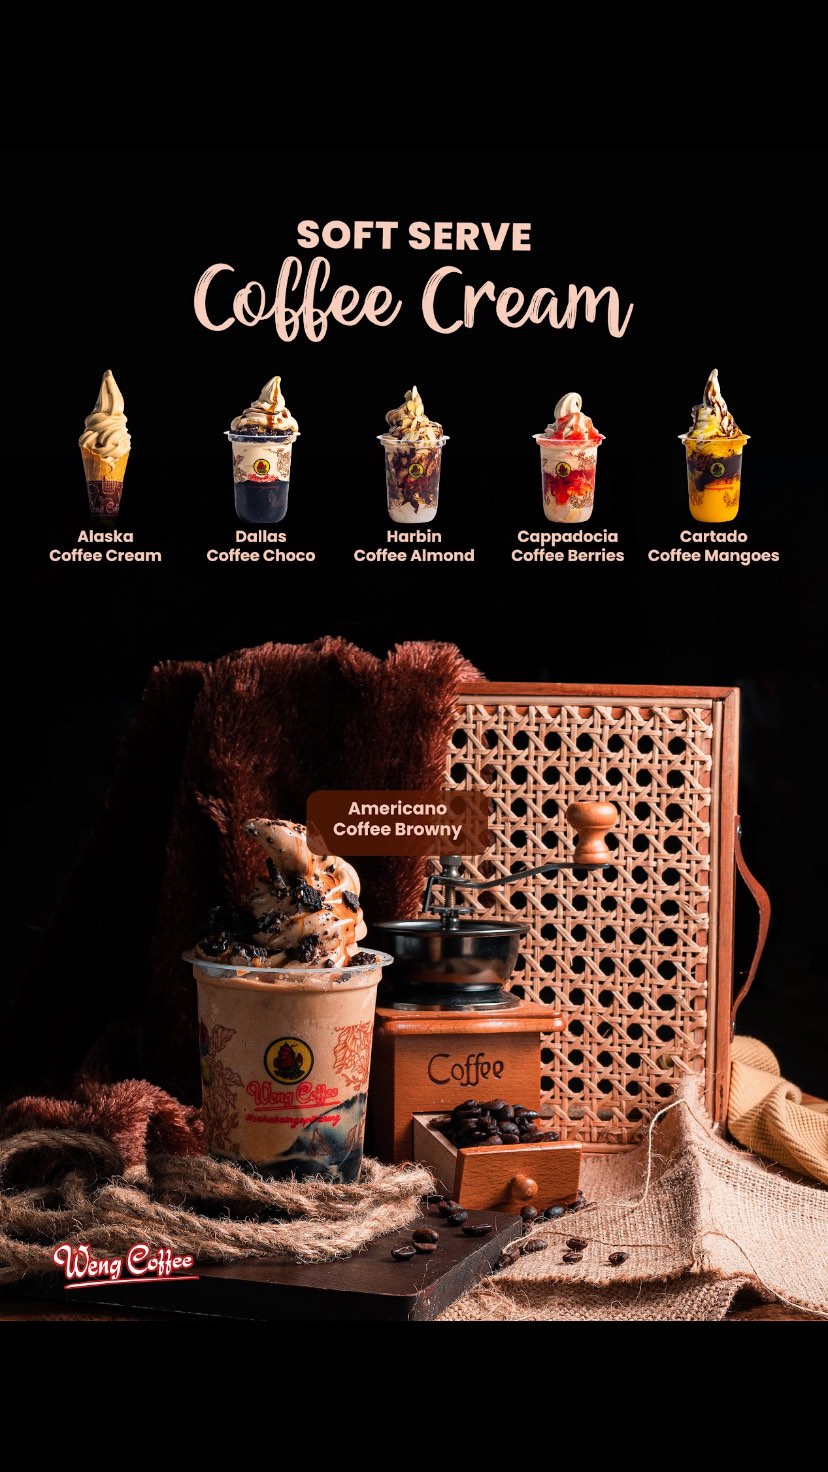 SOFT SERVE
Coffee Cream
Alaska
Coffee Cream
Dallas
Coffee Choco
Harbin
Coffee Almond
Cappadocia
Coffee Berries
Cartado
Coffee Mangoes
Americano
Coffee Browny
Coffee
Weng Coffee
Weng Coffee